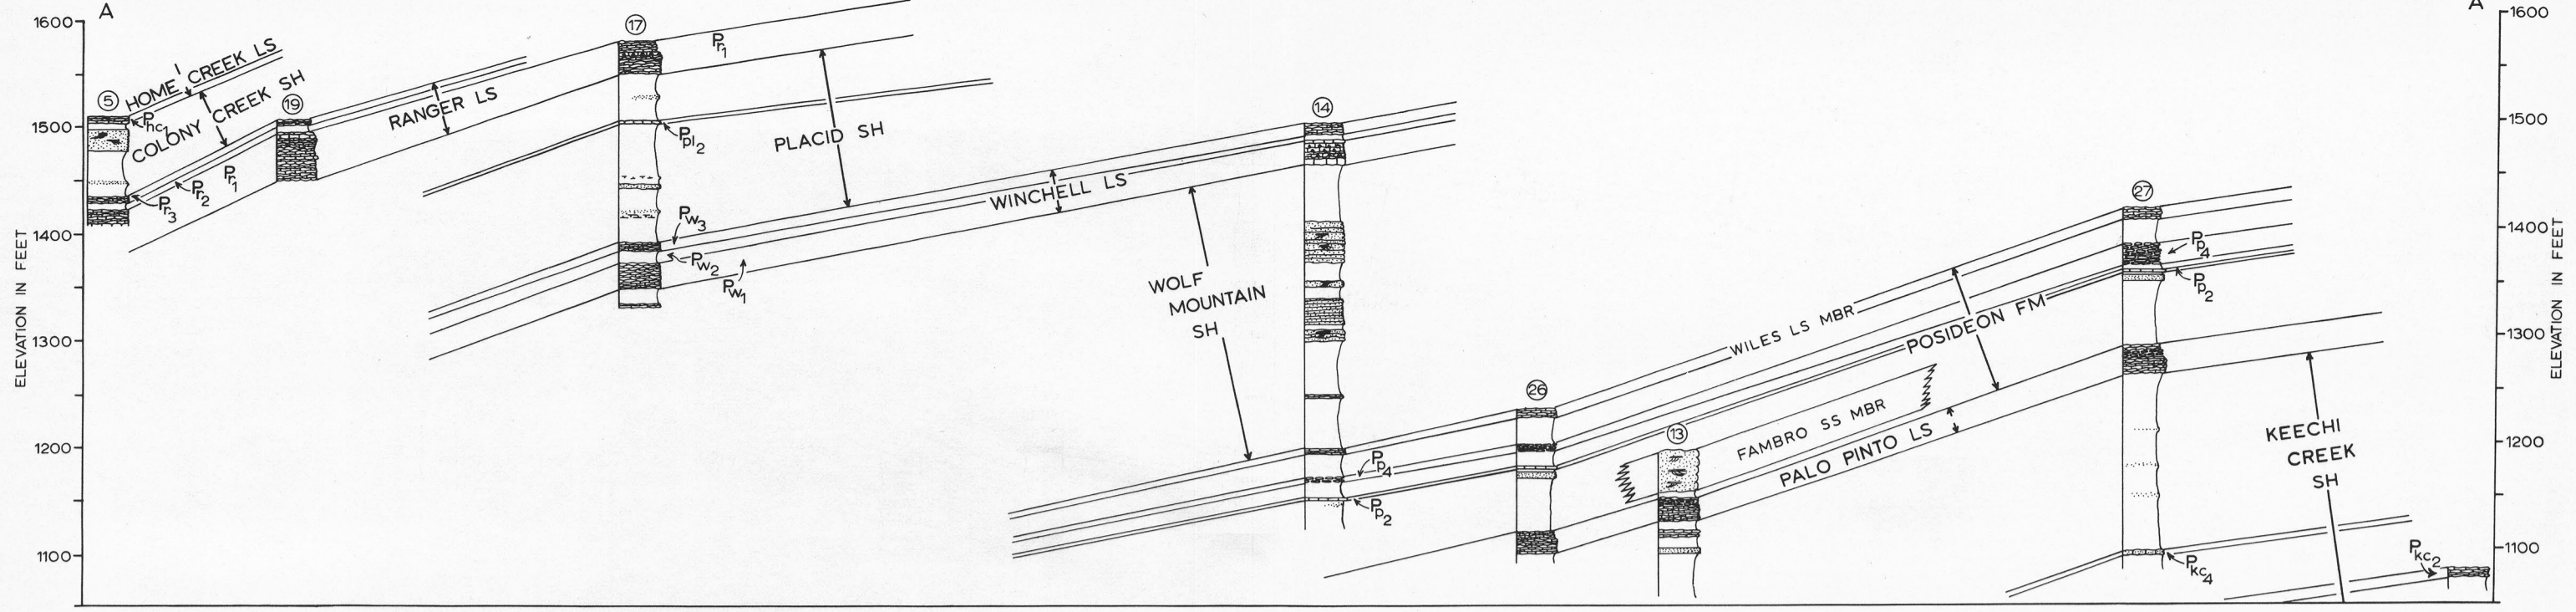 A
A
1600
1500
1400
1300
1200
1100
ELEVATION IN FEET
5
HOME CREEK LS
Phc1
COLONY CREEK SH
19
Pr1
Pr2
Pr3
RANGER LS
17
Pr1
Ppl2
PLACID SH
Pw3
Pw2
Pw1
WINCHELL LS
14
WOLF
MOUNTAIN
SH
Pp4
Pp2
26
13
WILES LS MBR
POSIDEON FM
FAMBRO SS MBR
PALO PINTO LS
27
Pp4
Pp2
KEECHI
CREEK
SH
Pkc4
Pkc2
1600
1500
1400
1300
1200
1100
ELEVATION IN FEET